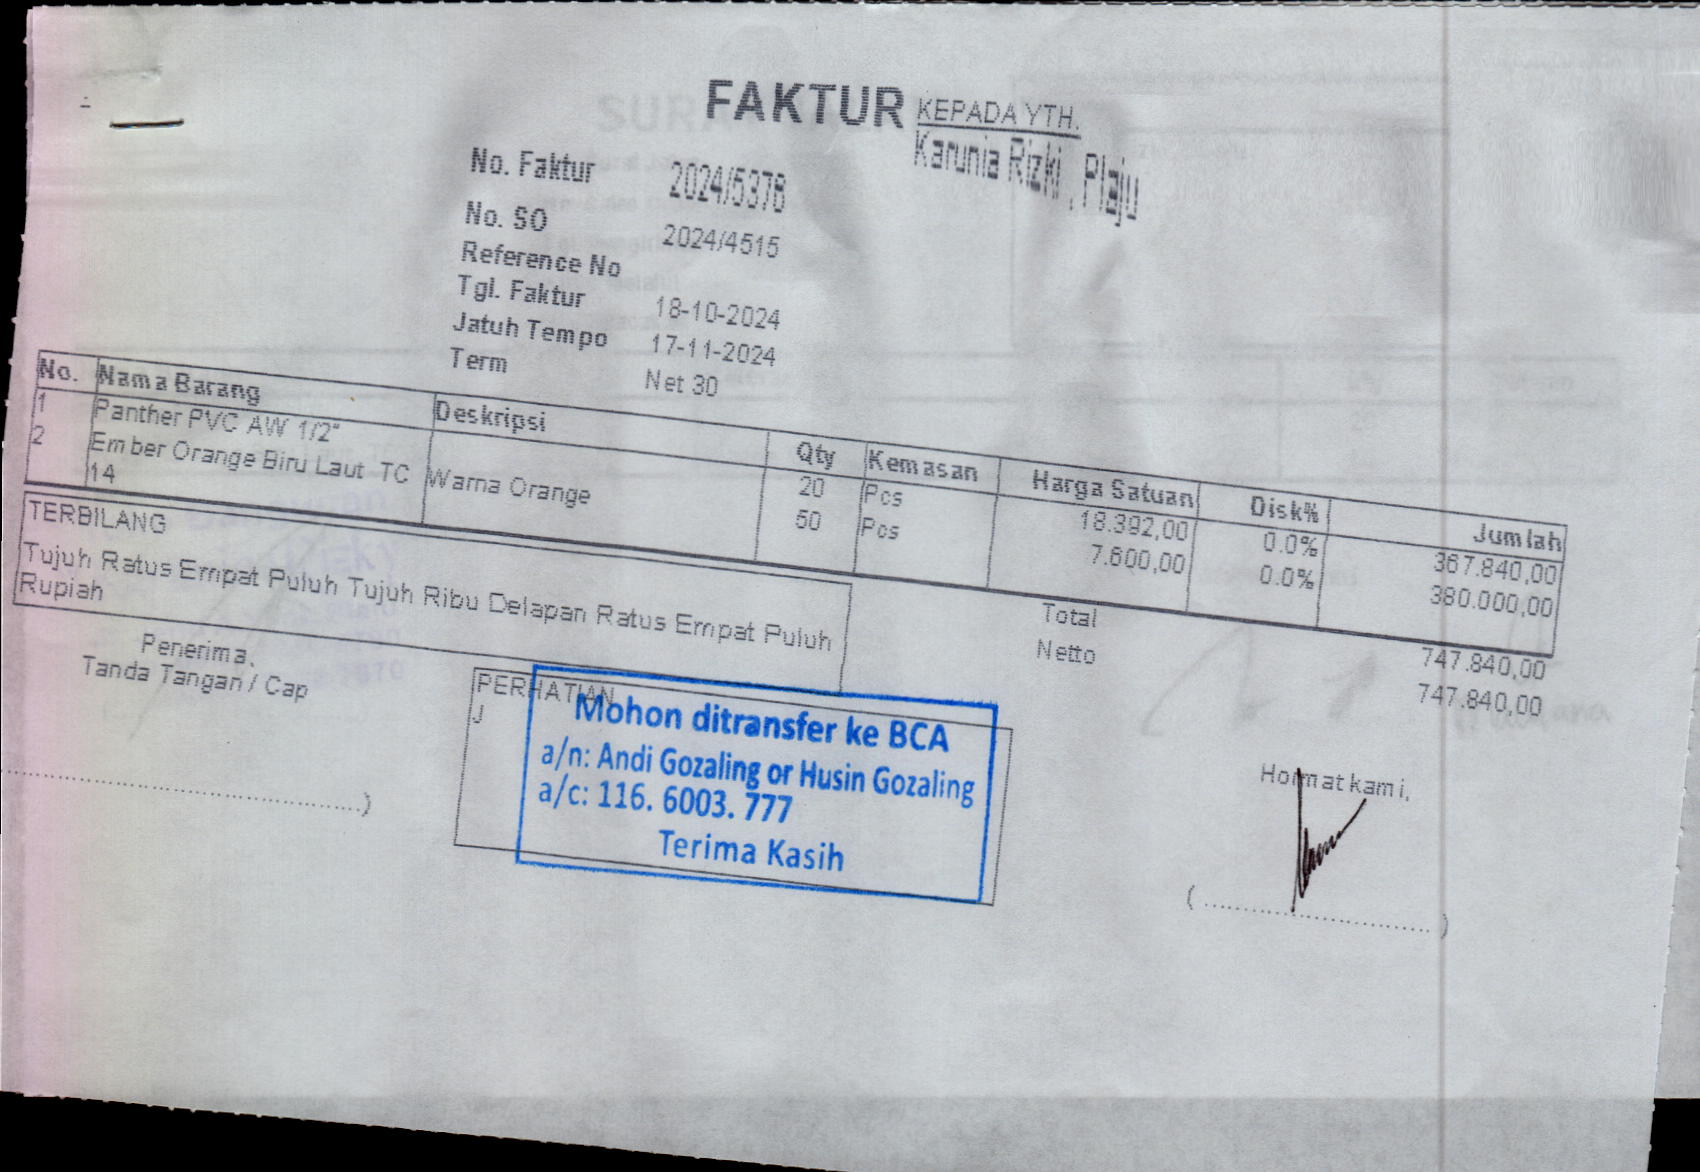 FAKTUR
KEPADA YTH.
Karunia Rizki , Plaju
No. Faktur 2024/5378
No. SO 2024/4515
Reference No
Tgl. Faktur 18-10-2024
Jatuh Tempo 17-11-2024
Term Net 30
No. Nama Barang Deskripsi Qty Kemasan Harga Satuan Disk% Jumlah
1 Panther PVC AW 1/2" 20 Pcs 18.392,00 0.0% 367.840,00
2 Ember Orange Biru Laut TC Warna Orange 50 Pcs 7.600,00 0.0% 380.000,00
14
TERBILANG
Tujuh Ratus Empat Puluh Tujuh Ribu Delapan Ratus Empat Puluh
Rupiah
Total 747.840,00
Netto 747.840,00
Penerima,
Tanda Tangan / Cap
...............................................)
PERHATIAN
J
Mohon ditransfer ke BCA
a/n: Andi Gozaling or Husin Gozaling
a/c: 116. 6003. 777
Terima Kasih
Hormat kami,
( ............................................ )